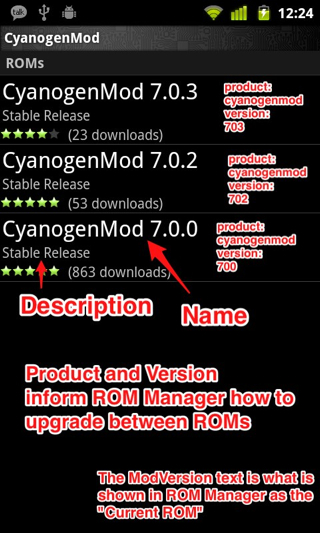 talk
12:24
CyanogenMod
ROMs
CyanogenMod 7.0.3
Stable Release
(23 downloads)
product:
cyanogenmod
version:
703
CyanogenMod 7.0.2
Stable Release
(53 downloads)
product:
cyanogenmod
version:
702
CyanogenMod 7.0.0
Stable Release
(863 downloads)
product:
cyanogenmod
version:
700
Description
Name
Product and Version
inform ROM Manager how to
upgrade between ROMs
The ModVersion text is what is
shown in ROM Manager as the
"Current ROM"